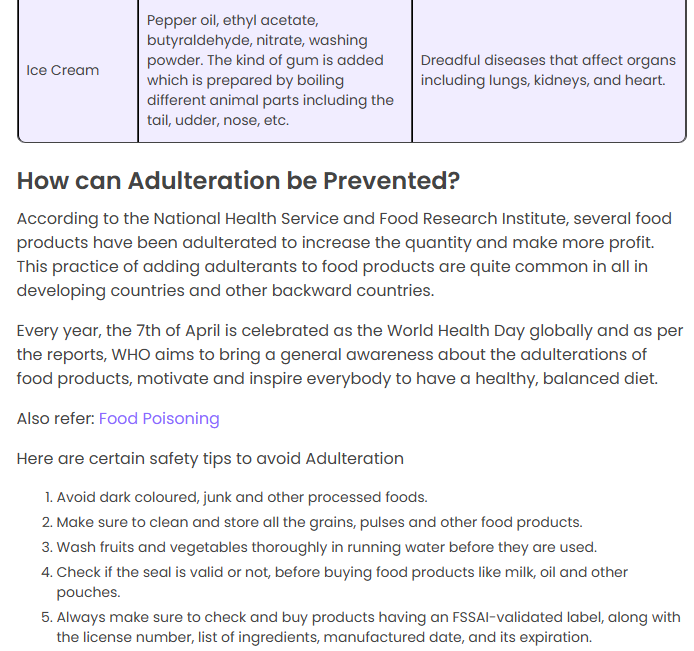 Ice Cream
Pepper oil, ethyl acetate,
butyraldehyde, nitrate, washing
powder. The kind of gum is added
which is prepared by boiling
different animal parts including the
tail, udder, nose, etc.
Dreadful diseases that affect organs
including lungs, kidneys, and heart.
How can Adulteration be Prevented?
According to the National Health Service and Food Research Institute, several food
products have been adulterated to increase the quantity and make more profit.
This practice of adding adulterants to food products are quite common in all in
developing countries and other backward countries.
Every year, the 7th of April is celebrated as the World Health Day globally and as per
the reports, WHO aims to bring a general awareness about the adulterations of
food products, motivate and inspire everybody to have a healthy, balanced diet.
Also refer: Food Poisoning
Here are certain safety tips to avoid Adulteration
1. Avoid dark coloured, junk and other processed foods.
2. Make sure to clean and store all the grains, pulses and other food products.
3. Wash fruits and vegetables thoroughly in running water before they are used.
4. Check if the seal is valid or not, before buying food products like milk, oil and other
pouches.
5. Always make sure to check and buy products having an FSSAI-validated label, along with
the license number, list of ingredients, manufactured date, and its expiration.